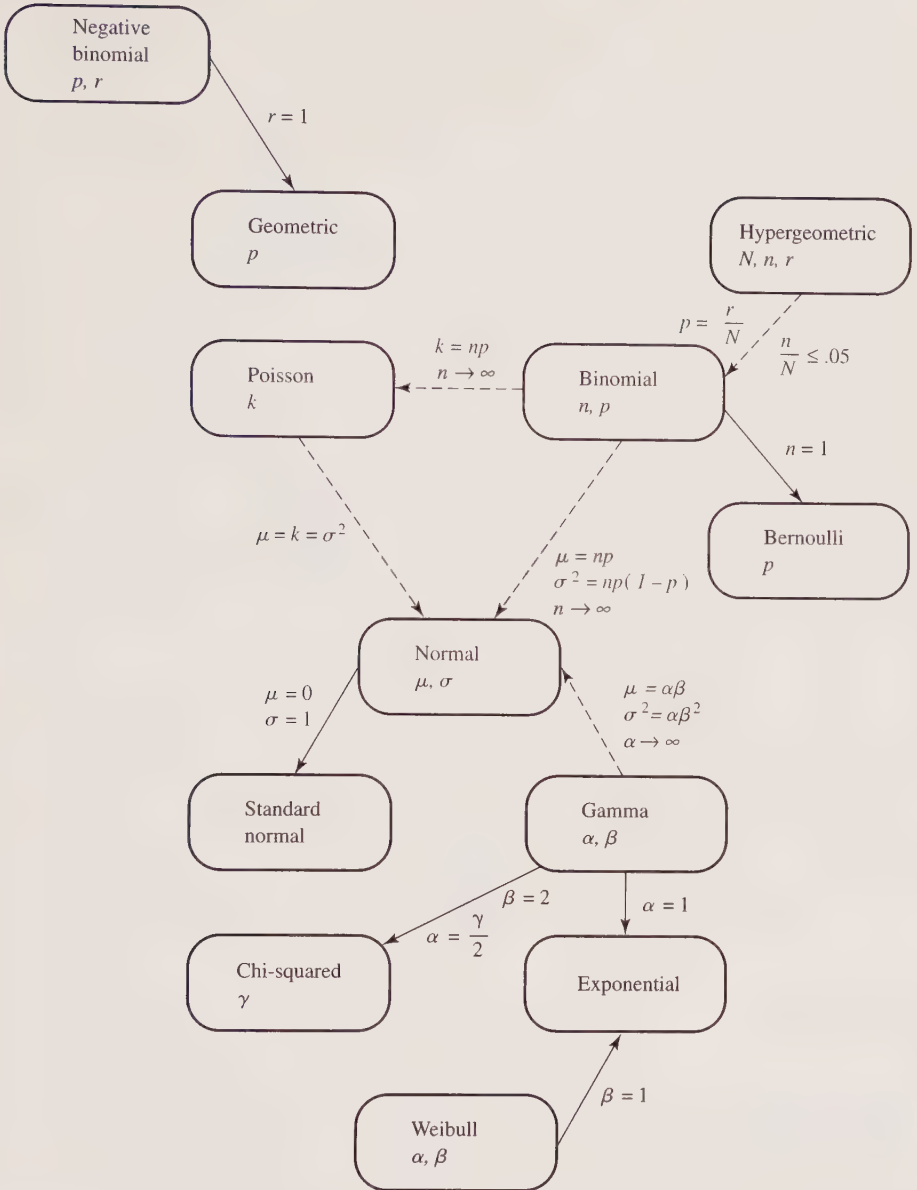 Negative
binomial
p, r
r = 1
Geometric
p
Hypergeometric
N, n, r
p = r/N
n/N ≤ .05
k = np
n → ∞
Poisson
k
Binomial
n, p
n = 1
μ = k = σ²
Bernoulli
p
μ = np
σ² = np( 1 – p )
n → ∞
Normal
μ, σ
μ = 0
σ = 1
μ = αβ
σ² = αβ²
α → ∞
Standard
normal
Gamma
α, β
β = 2
α = γ/2
α = 1
Chi-squared
γ
Exponential
β = 1
Weibull
α, β